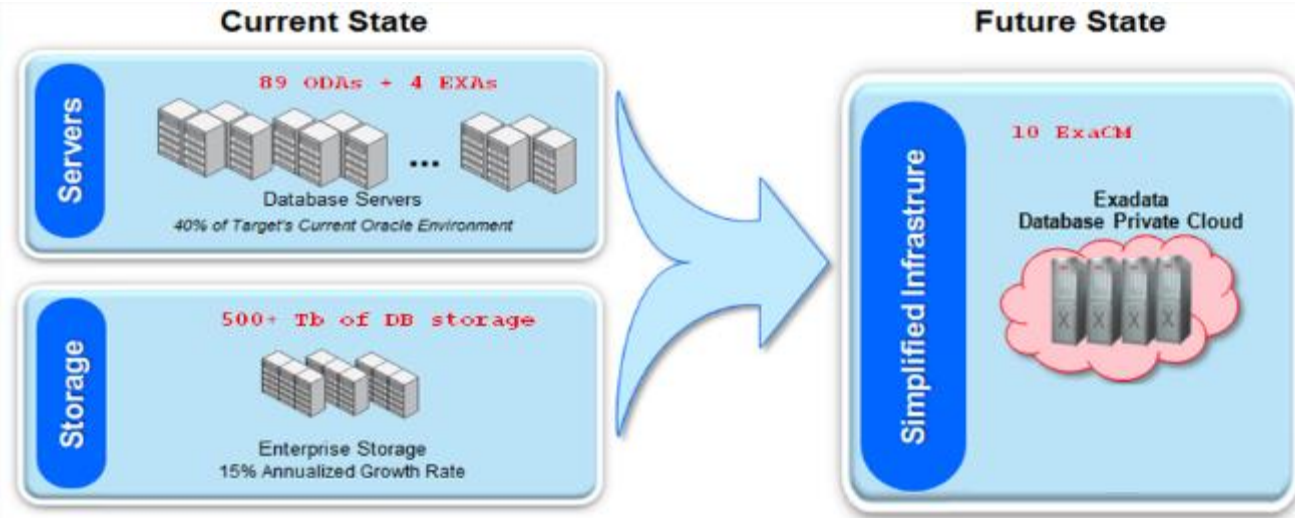 Current State
Future State
Servers
89 ODAs + 4 EXAs
...
Database Servers
40% of Target's Current Oracle Environment
Storage
500+ Tb of DB storage
Enterprise Storage
15% Annualized Growth Rate
Simplified Infrastrure
10 ExaCM
Exadata
Database Private Cloud
X X X X